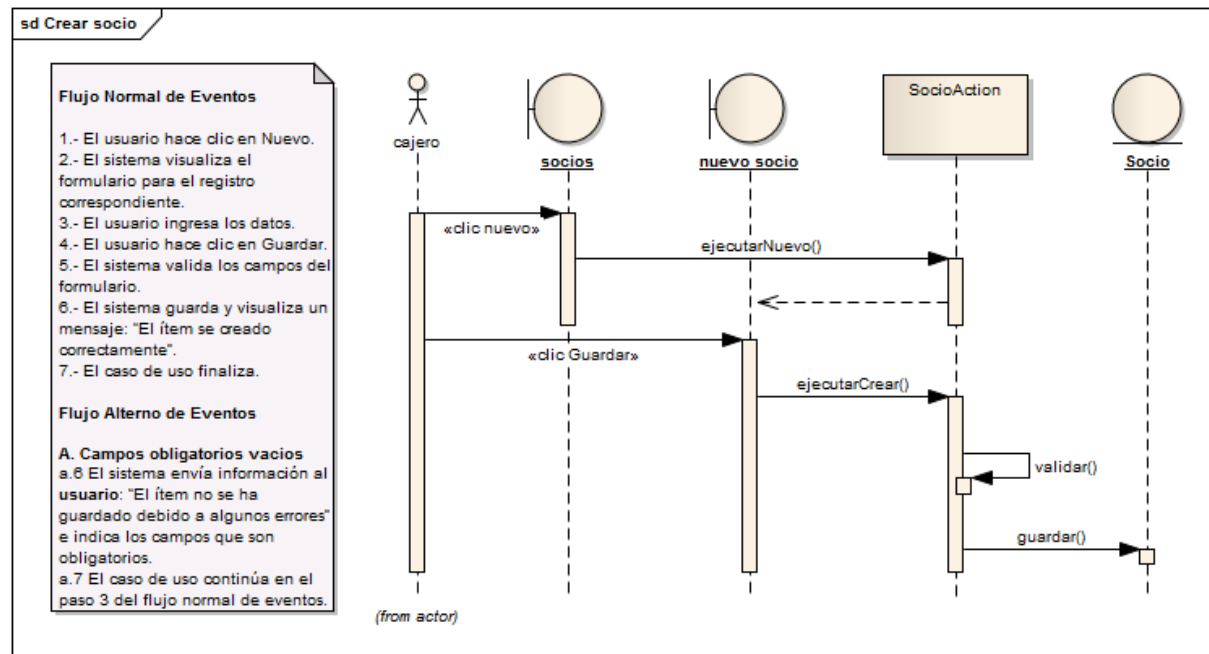 sd Crear socio
Flujo Normal de Eventos
1.- El usuario hace clic en Nuevo.
2.- El sistema visualiza el
formulario para el registro
correspondiente.
3.- El usuario ingresa los datos.
4.- El usuario hace clic en Guardar.
5.- El sistema valida los campos del
formulario.
6.- El sistema guarda y visualiza un
mensaje: "El ítem se creado
correctamente".
7.- El caso de uso finaliza.
Flujo Alterno de Eventos
A. Campos obligatorios vacios
a.6 El sistema envía información al
usuario: "El ítem no se ha
guardado debido a algunos errores"
e indica los campos que son
obligatorios.
a.7 El caso de uso continúa en el
paso 3 del flujo normal de eventos.
cajero
socios
nuevo socio
SocioAction
Socio
«clic nuevo»
ejecutarNuevo()
«clic Guardar»
ejecutarCrear()
validar()
guardar()
(from actor)